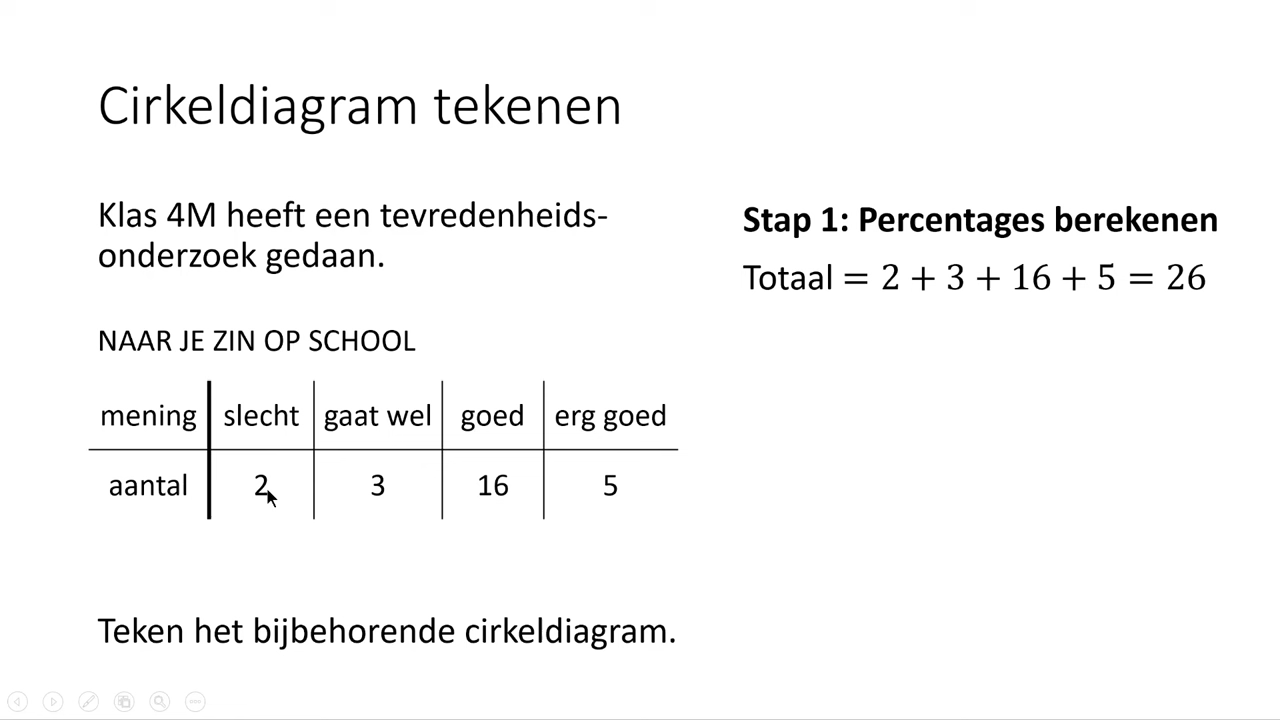 Cirkeldiagram tekenen
Klas 4M heeft een tevredenheids-
onderzoek gedaan.
NAAR JE ZIN OP SCHOOL
mening slecht gaat wel goed erg goed
aantal 2 3 16 5
Teken het bijbehorende cirkeldiagram.
Stap 1: Percentages berekenen
Totaal = 2 + 3 + 16 + 5 = 26